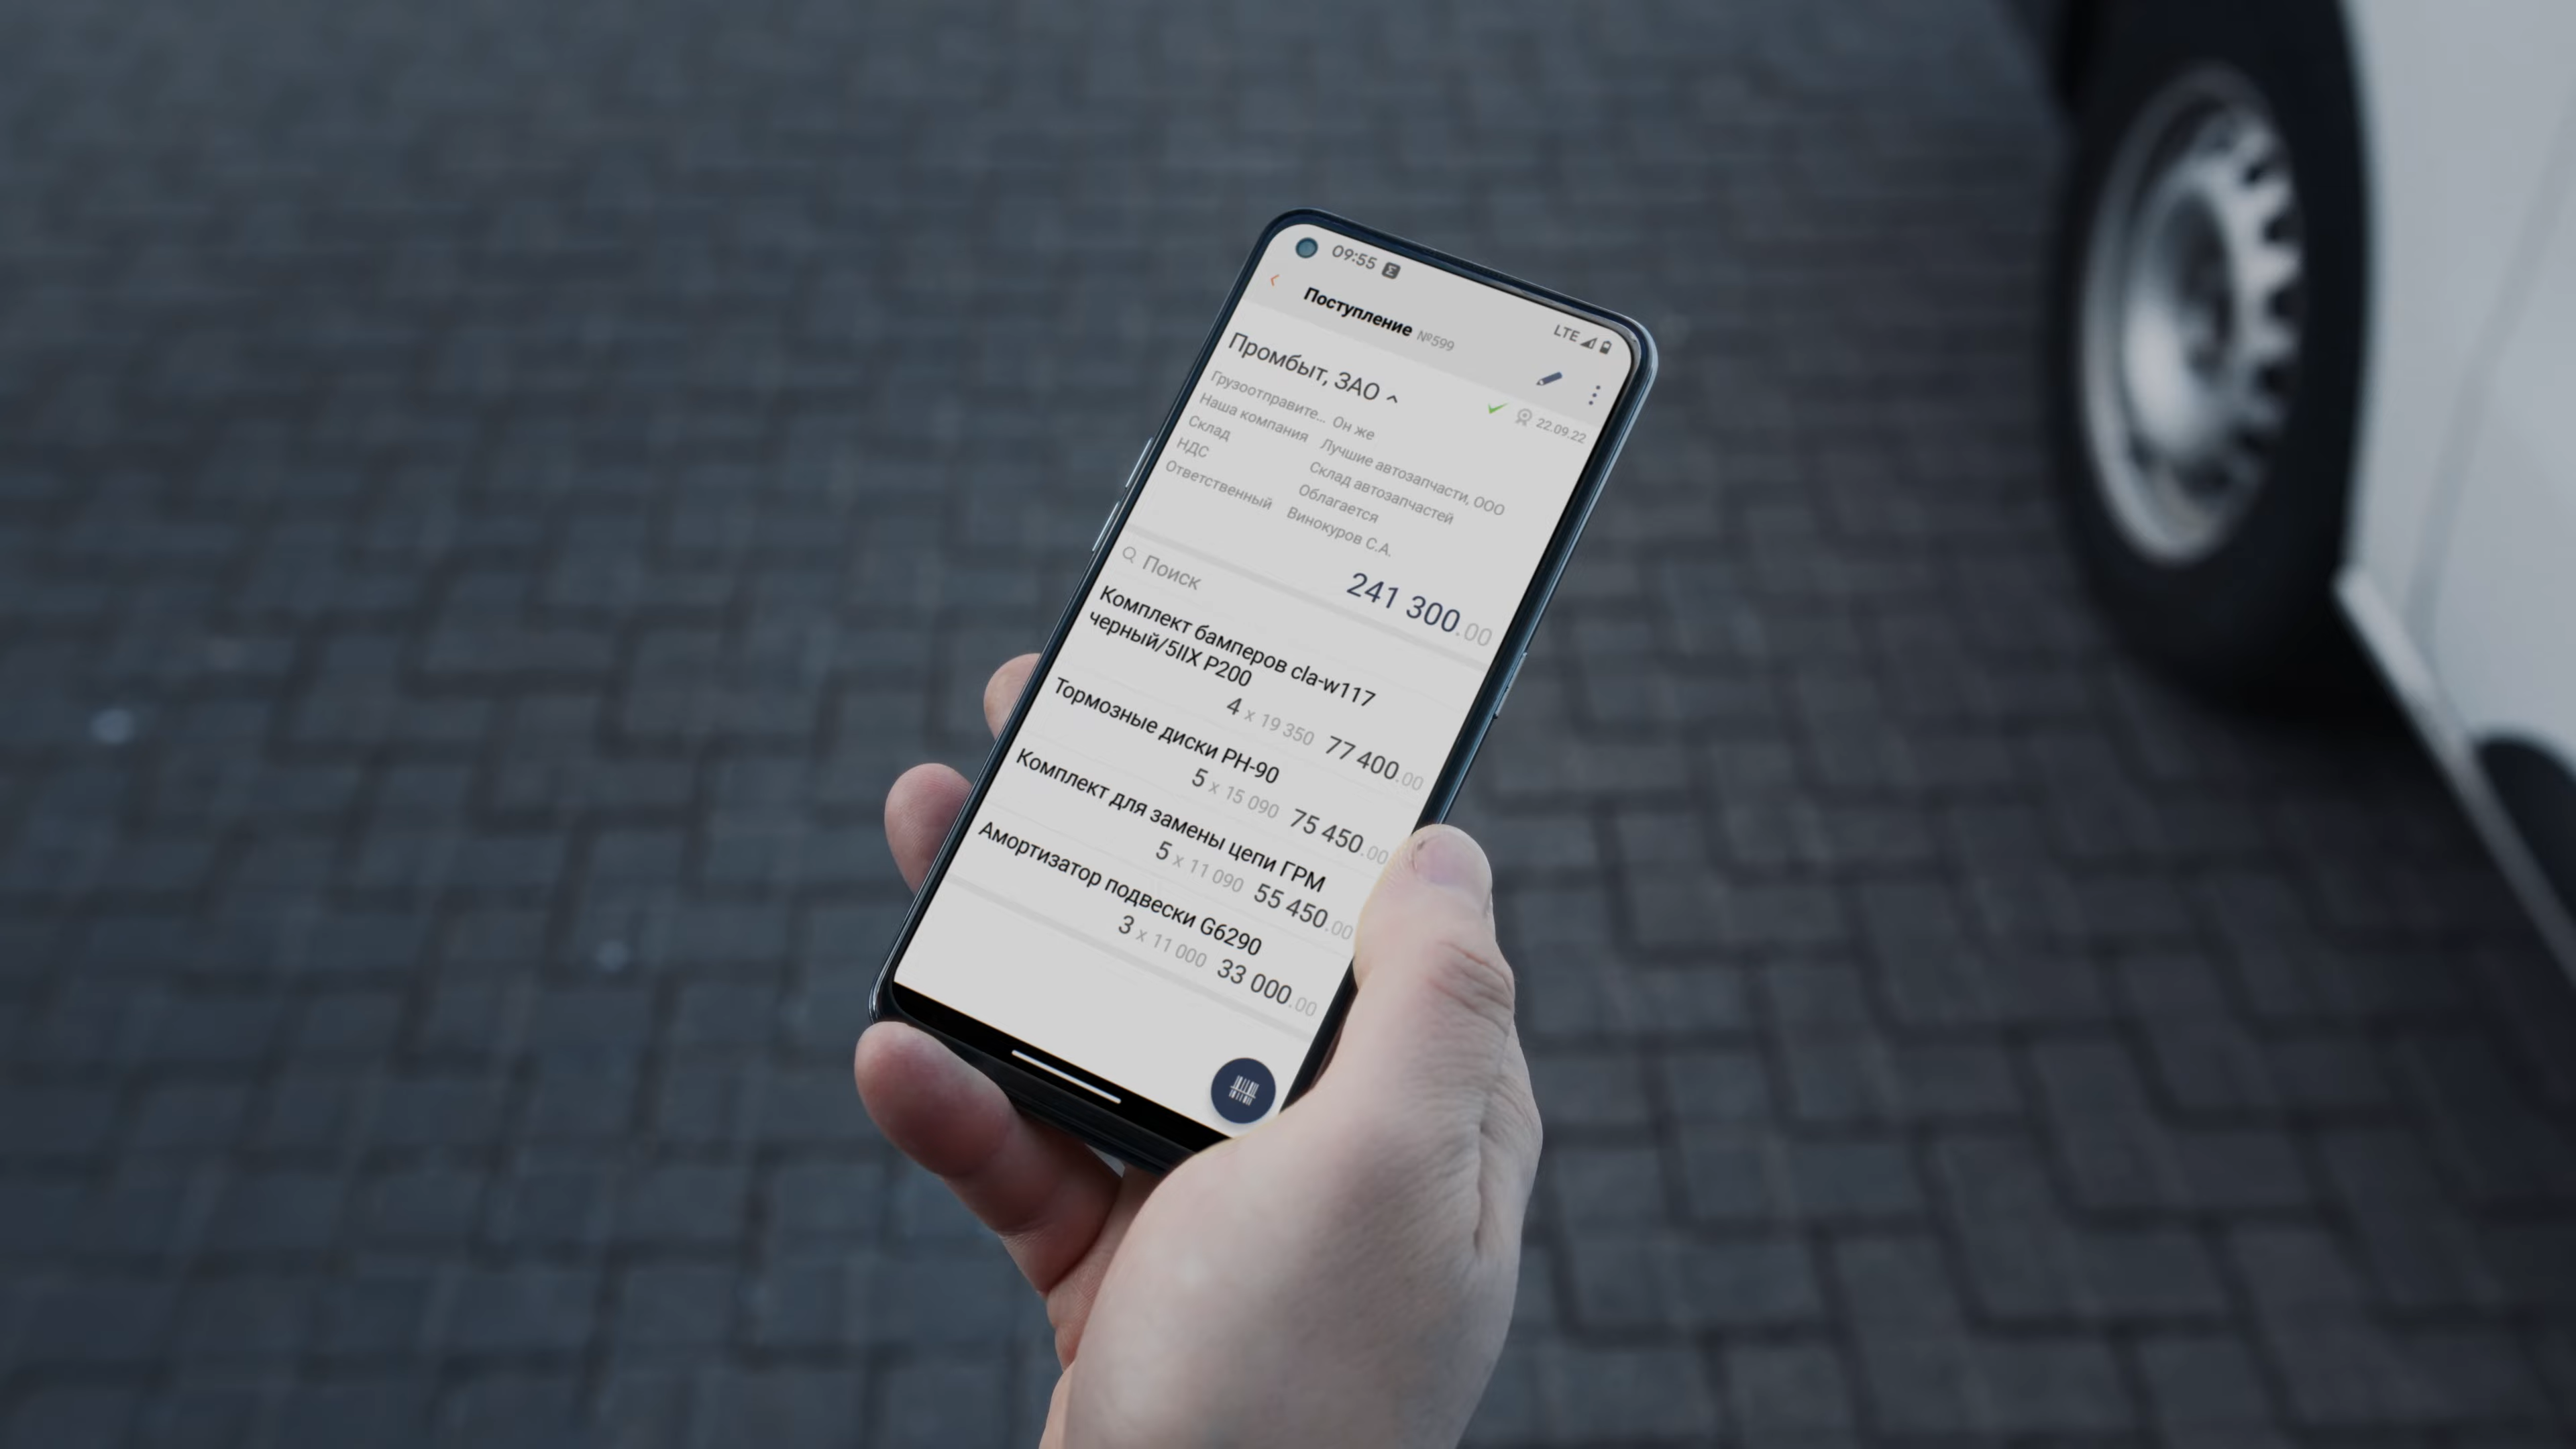 09:55
LTE
Поступление №599
Промбыт, ЗАО
22.09.22
Грузоотправите... Он же
Наша компания Лучшие автозапчасти, ООО
Склад Склад автозапчастей
НДС Облагается
Ответственный Винокуров С.А.
Поиск 241 300.00
Комплект бамперов cla-w117
черный/5IIX P200
4 x 19 350 77 400.00
Тормозные диски PH-90
5 x 15 090 75 450.00
Комплект для замены цепи ГРМ
5 x 11 090 55 450.00
Амортизатор подвески G6290
3 x 11 000 33 000.00